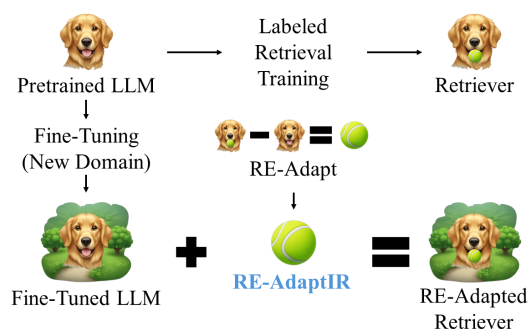 Pretrained LLM
Labeled
Retrieval
Training
Retriever
Fine-Tuning
(New Domain)
RE-Adapt
Fine-Tuned LLM
RE-AdaptIR
RE-Adapted
Retriever